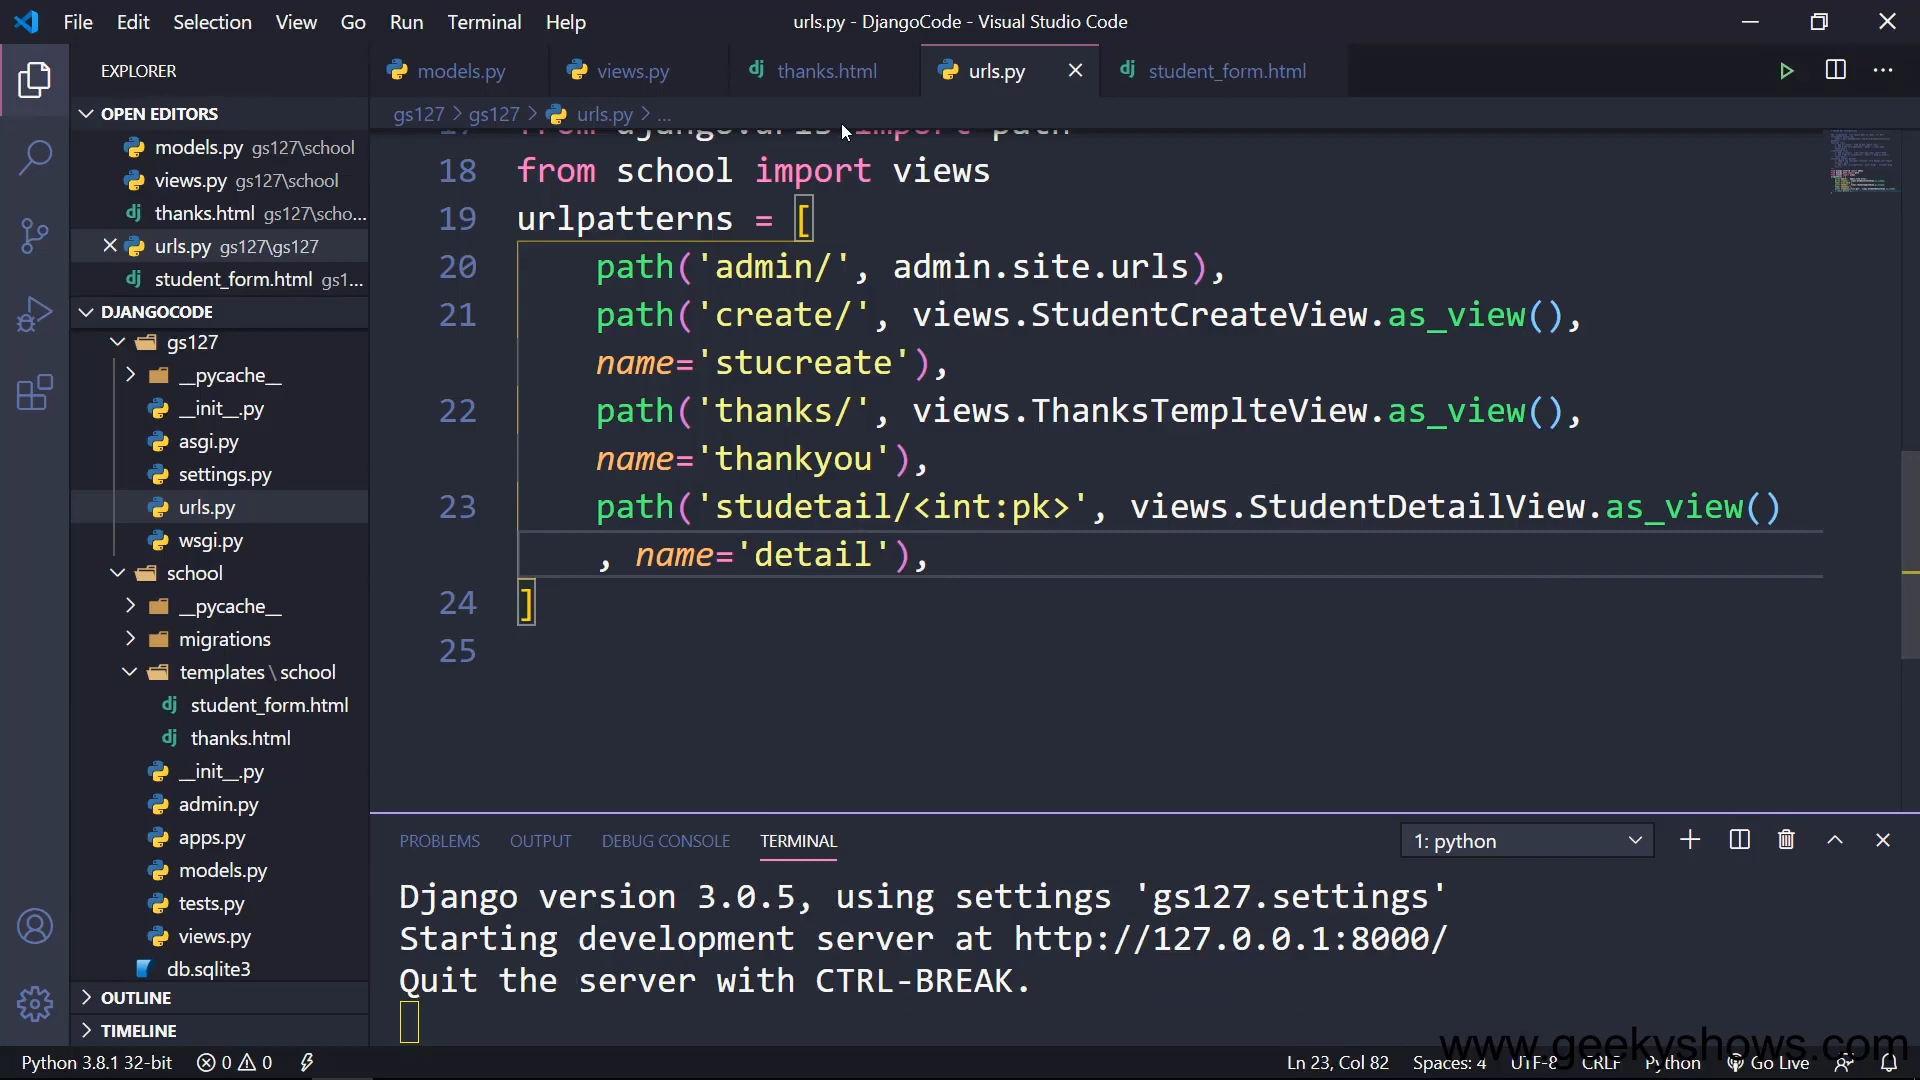 File Edit Selection View Go Run Terminal Help
urls.py - DjangoCode - Visual Studio Code
EXPLORER
OPEN EDITORS
models.py gs127\school
views.py gs127\school
thanks.html gs127\scho...
urls.py gs127\gs127
student_form.html gs1...
DJANGOCODE
gs127
__pycache__
__init__.py
asgi.py
settings.py
urls.py
wsgi.py
school
__pycache__
migrations
templates\school
student_form.html
thanks.html
__init__.py
admin.py
apps.py
models.py
tests.py
views.py
db.sqlite3
OUTLINE
TIMELINE
models.py views.py thanks.html urls.py student_form.html
gs127 > gs127 > urls.py > ...
17 from django.urls import path
18 from school import views
19 urlpatterns = [
20 path('admin/', admin.site.urls),
21 path('create/', views.StudentCreateView.as_view(),
name='stucreate'),
22 path('thanks/', views.ThanksTemplteView.as_view(),
name='thankyou'),
23 path('studetail/<int:pk>', views.StudentDetailView.as_view()
, name='detail'),
24 ]
25
PROBLEMS OUTPUT DEBUG CONSOLE TERMINAL 1: python
Django version 3.0.5, using settings 'gs127.settings'
Starting development server at http://127.0.0.1:8000/
Quit the server with CTRL-BREAK.
www.geekyshows.com
Python 3.8.1 32-bit 0 0 Ln 23, Col 82 Spaces: 4 UTF-8 CRLF Python Go Live